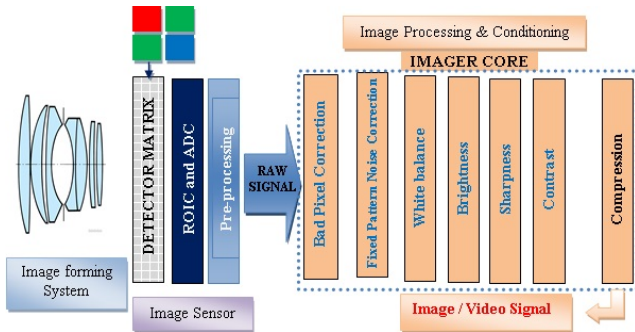 Image Processing & Conditioning
IMAGER CORE
DETECTOR MATRIX
ROIC and ADC
Pre-processing
RAW
SIGNAL
Bad Pixel Correction
Fixed Pattern Noise Correction
White balance
Brightness
Sharpness
Contrast
Compression
Image forming
System
Image Sensor
Image / Video Signal